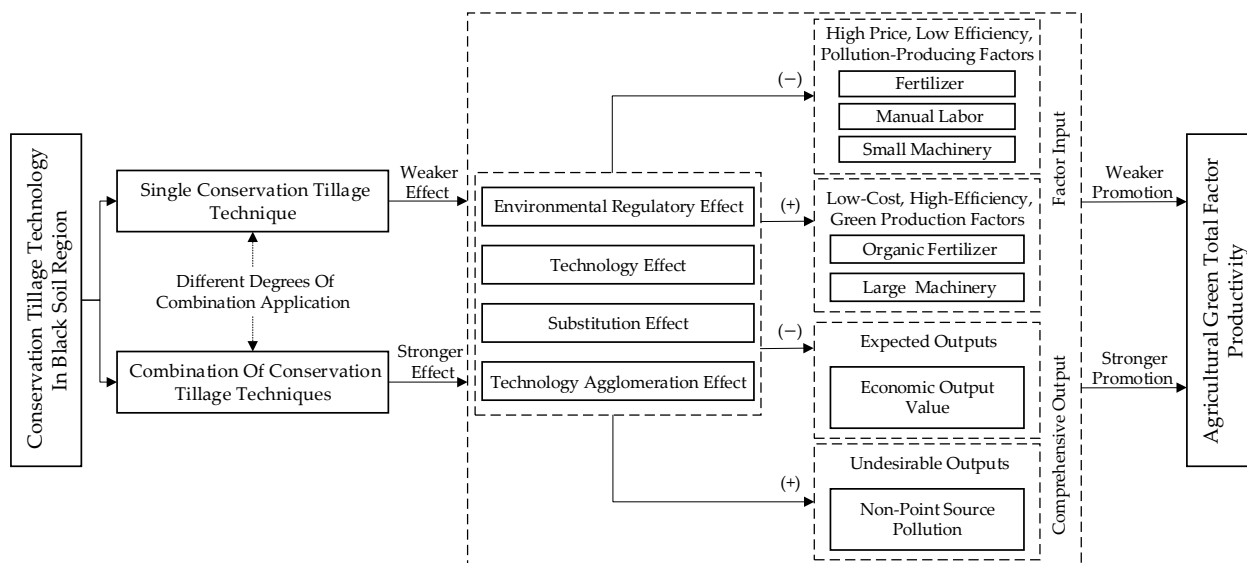 Conservation Tillage Technology
In Black Soil Region
Single Conservation Tillage
Technique
Different Degrees Of
Combination Application
Combination Of Conservation
Tillage Techniques
Weaker
Effect
Stronger
Effect
Environmental Regulatory Effect
Technology Effect
Substitution Effect
Technology Agglomeration Effect
(−)
(+)
(−)
(+)
High Price, Low Efficiency,
Pollution-Producing Factors
Fertilizer
Manual Labor
Small Machinery
Low-Cost, High-Efficiency,
Green Production Factors
Organic Fertilizer
Large Machinery
Expected Outputs
Economic Output
Value
Undesirable Outputs
Non-Point Source
Pollution
Factor Input
Comprehensive Output
Weaker
Promotion
Stronger
Promotion
Agricultural Green Total Factor
Productivity